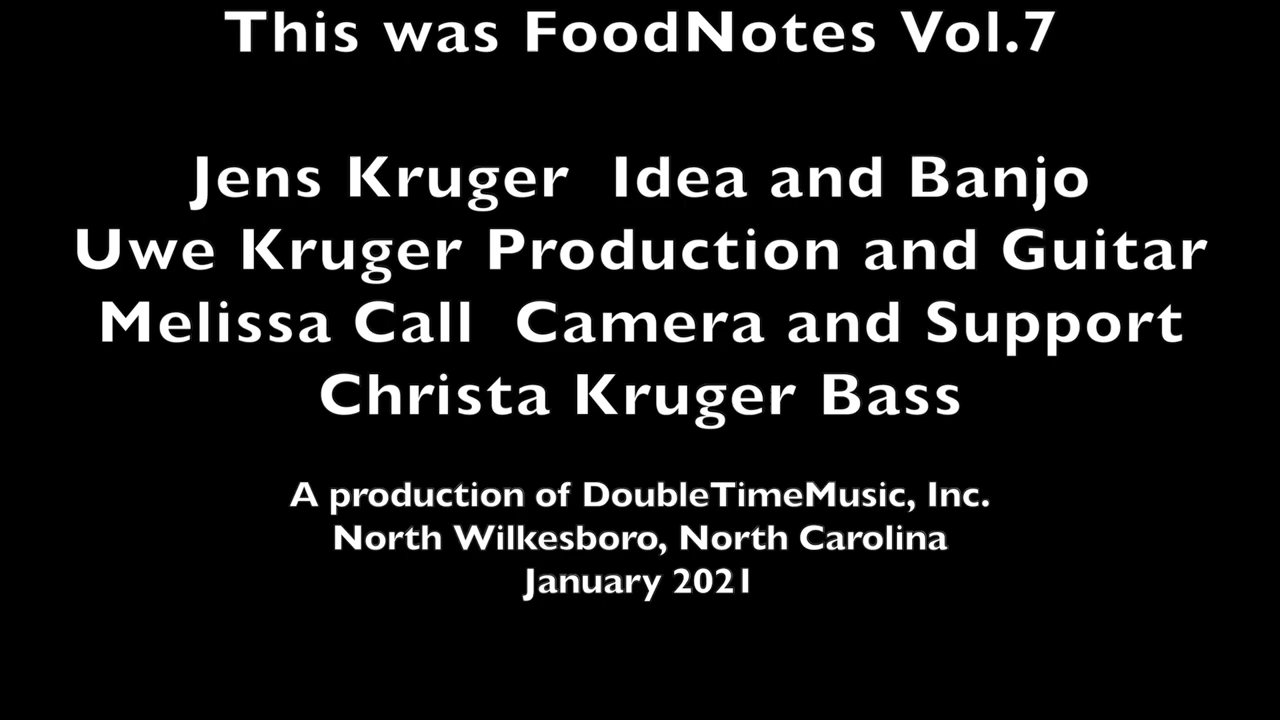 This was FoodNotes Vol.7
Jens Kruger  Idea and Banjo
Uwe Kruger Production and Guitar
Melissa Call  Camera and Support
Christa Kruger Bass
A production of DoubleTimeMusic, Inc.
North Wilkesboro, North Carolina
January 2021